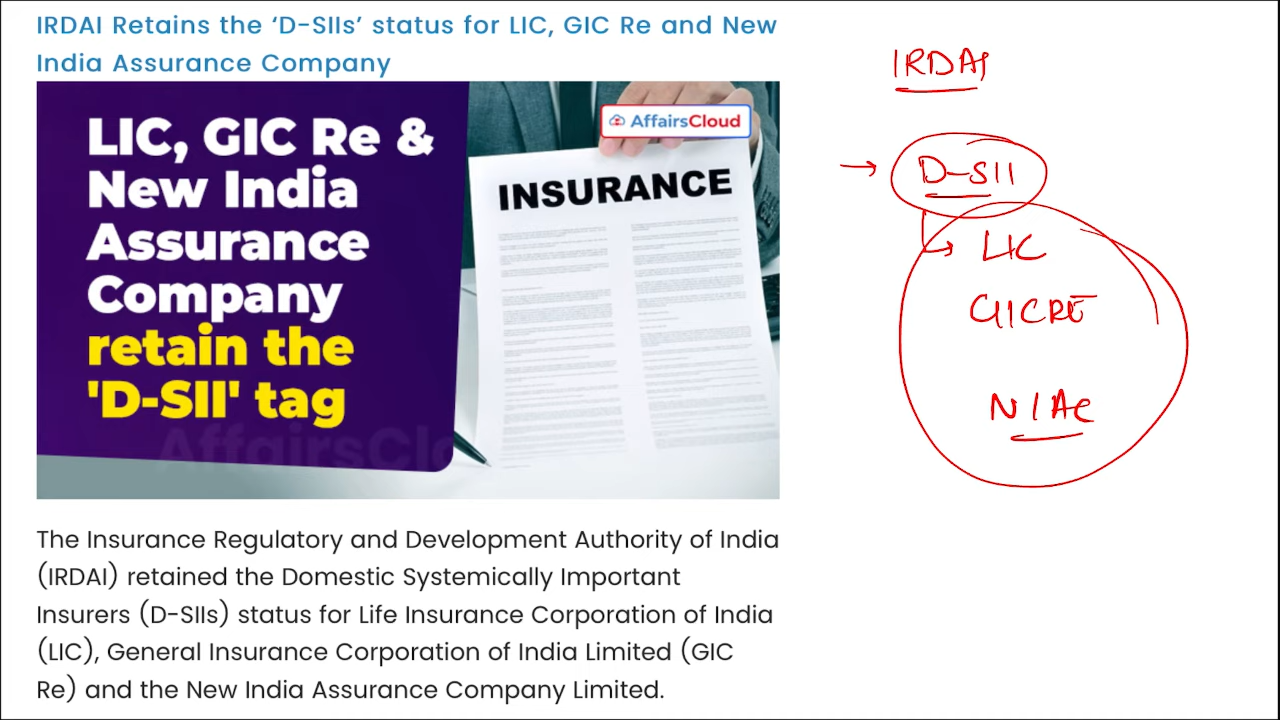 IRDAI Retains the ‘D-SIIs’ status for LIC, GIC Re and New
India Assurance Company
LIC, GIC Re &
New India
Assurance
Company
retain the
'D-SII' tag
AffairsCloud
INSURANCE
AffairsCloud
The Insurance Regulatory and Development Authority of India
(IRDAI) retained the Domestic Systemically Important
Insurers (D-SIIs) status for Life Insurance Corporation of India
(LIC), General Insurance Corporation of India Limited (GIC
Re) and the New India Assurance Company Limited.
IRDAI
D-SII
LIC
GICRE
NIAC